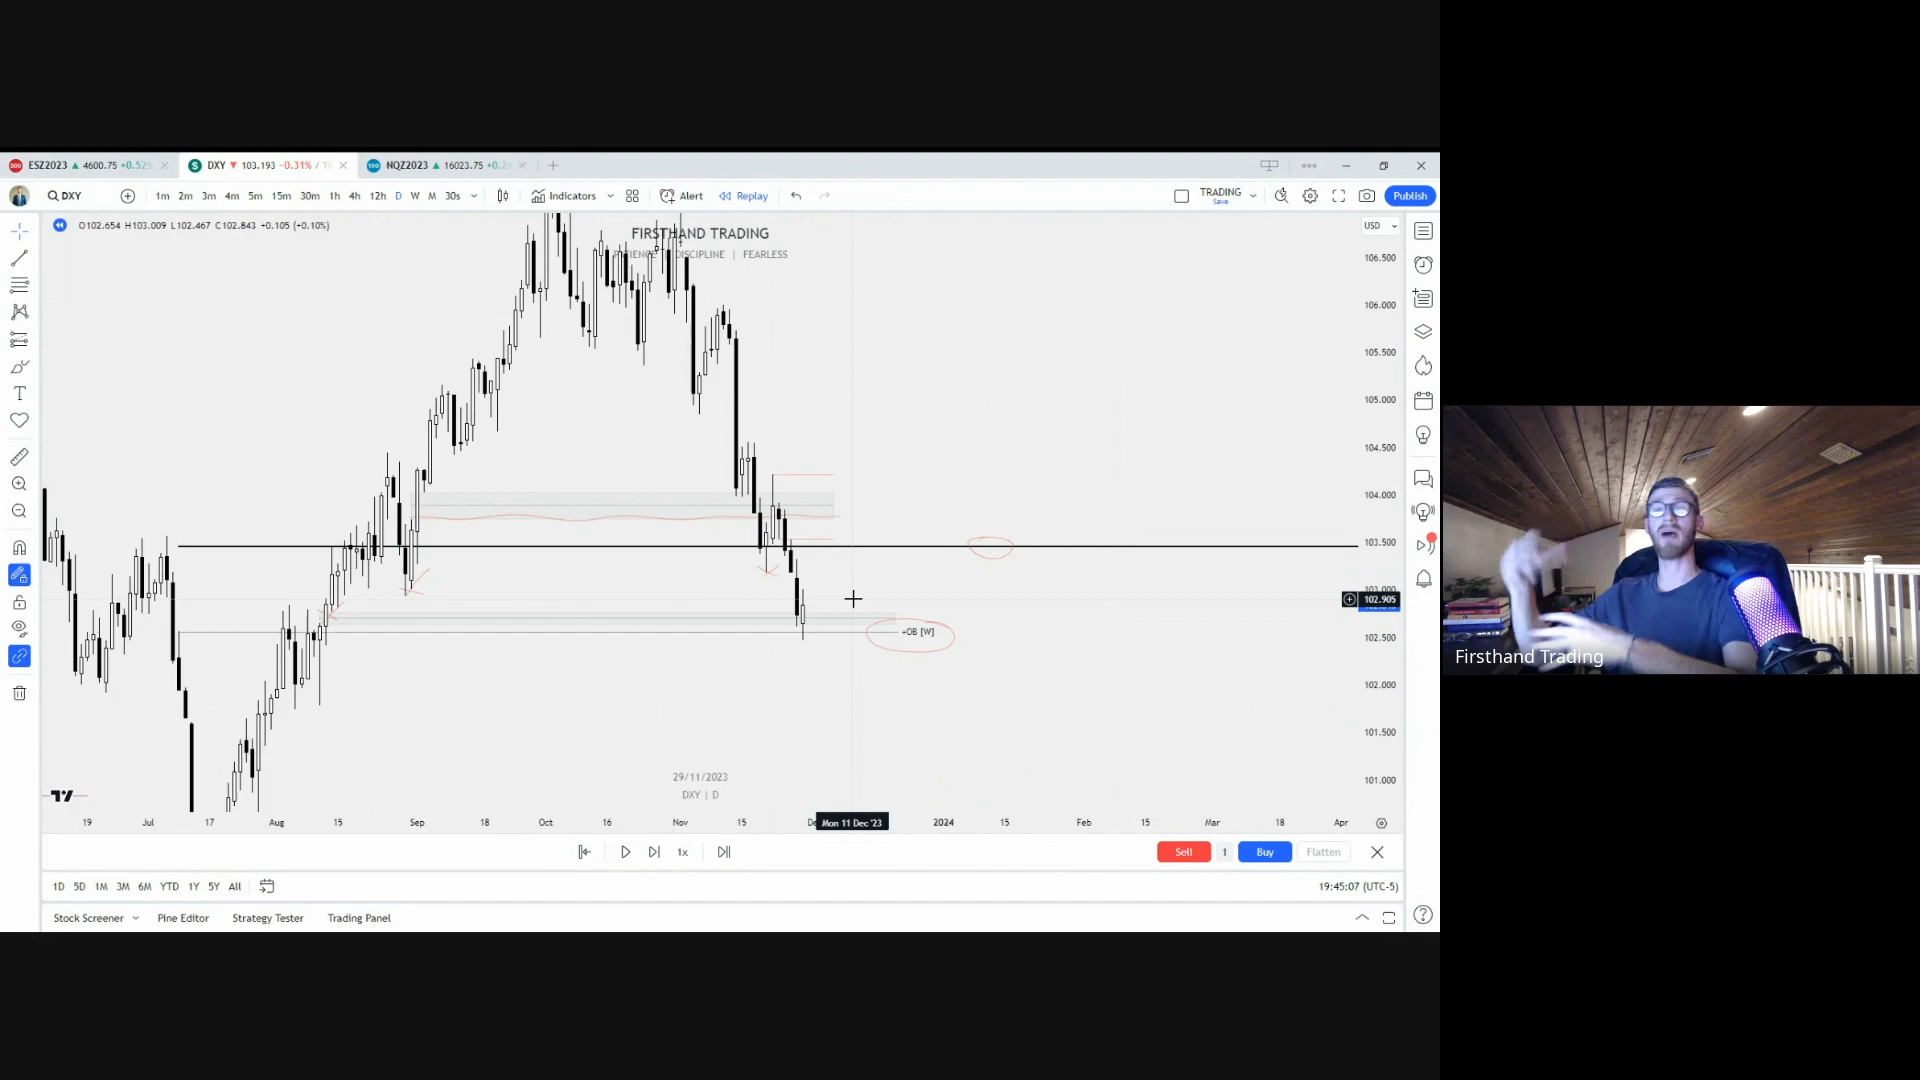 ESZ2023 ▲ 4600.75 +0.52%
DXY ▼ 103.193 −0.31% /
NQZ2023 ▲ 16023.75
DXY
1m 2m 3m 4m 5m 15m 30m 1h 4h 12h D W M 30s
Indicators
Alert
Replay
TRADING
Save
Publish
O102.654 H103.009 L102.467 C102.843 +0.105 (+0.10%)
USD
FIRSTHAND TRADING
DISCIPLINE | FEARLESS
106.500
106.000
105.500
105.000
104.500
104.000
103.500
103.000
102.905
102.500
102.000
101.500
101.000
+OB [W]
29/11/2023
DXY | D
19 Jul 17 Aug 15 Sep 18 Oct 16 Nov 15 Mon 11 Dec '23 2024 15 Feb 15 Mar 18 Apr
1x
Sell 1 Buy Flatten
1D 5D 1M 3M 6M YTD 1Y 5Y All
19:45:07 (UTC-5)
Stock Screener Pine Editor Strategy Tester Trading Panel
Firsthand Trading